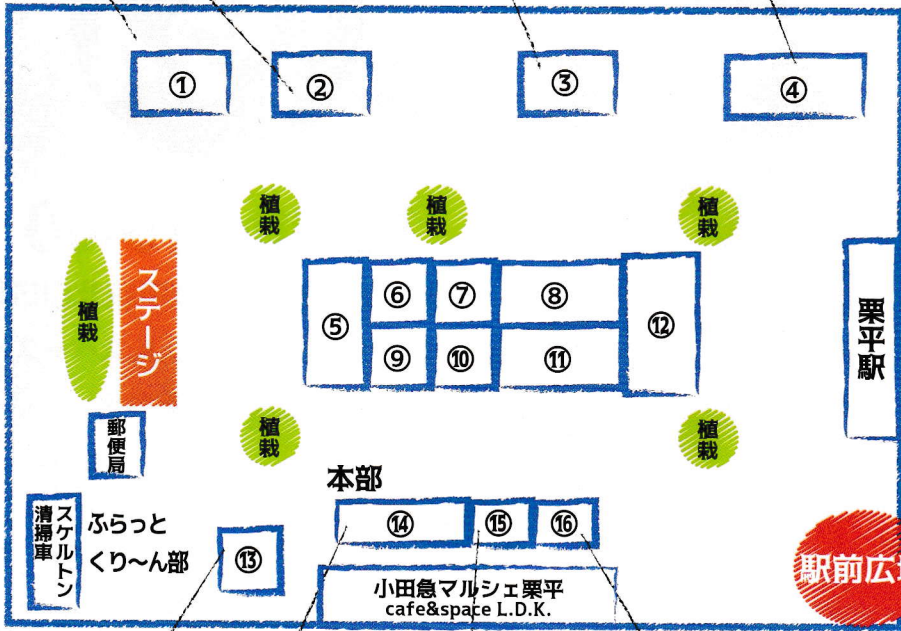 ①
②
③
④
植栽
植栽
植栽
植栽
ステージ
⑤
⑥
⑦
⑧
⑨
⑩
⑪
⑫
栗平駅
植栽
植栽
郵便局
本部
スケルトン
清掃車
ふらっと
くり〜ん部
⑬
⑭
⑮
⑯
小田急マルシェ栗平
cafe&space L.D.K.
駅前広